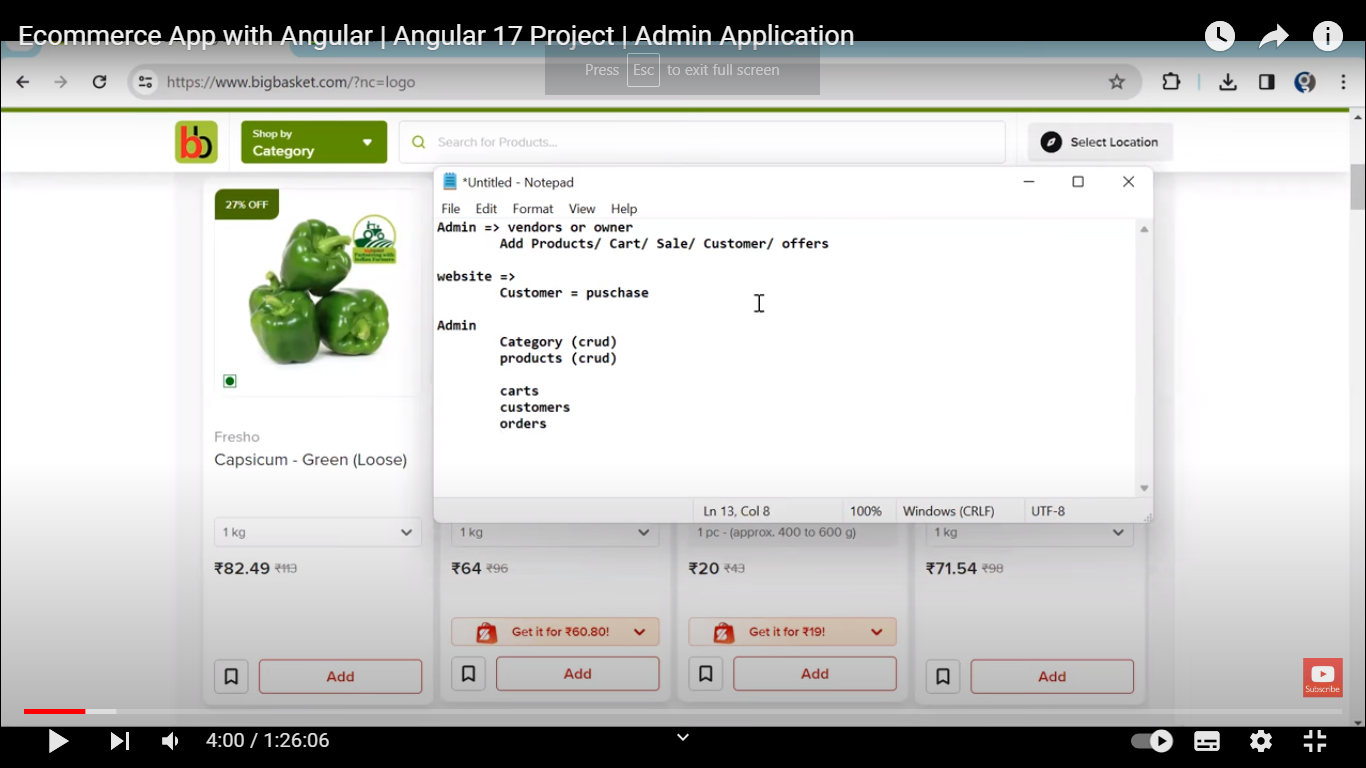 Ecommerce App with Angular | Angular 17 Project | Admin Application
Press Esc to exit full screen
https://www.bigbasket.com/?nc=logo
bb
Shop by
Category
Search for Products...
Select Location
27% OFF
*Untitled - Notepad
File Edit Format View Help
Admin => vendors or owner
Add Products/ Cart/ Sale/ Customer/ offers
website =>
Customer = puschase
Admin
Category (crud)
products (crud)
carts
customers
orders
Ln 13, Col 8 100% Windows (CRLF) UTF-8
Fresho
Capsicum - Green (Loose)
1 kg 1 kg 1 pc - (approx. 400 to 600 g) 1 kg
₹82.49 ₹113 ₹64 ₹96 ₹20 ₹43 ₹71.54 ₹98
Get it for ₹60.80! Get it for ₹19!
Add Add Add Add
Subscribe
4:00 / 1:26:06